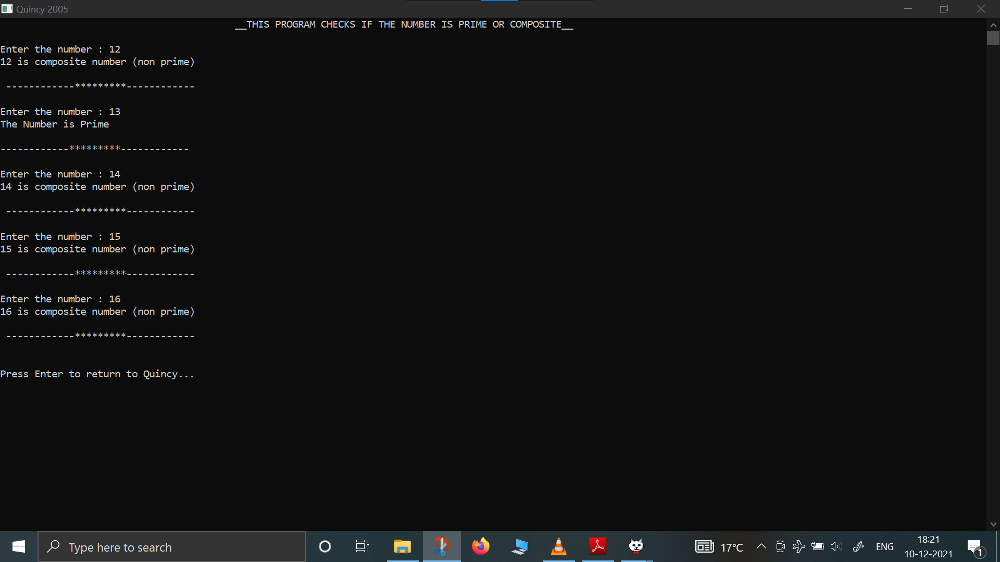 Quincy 2005
__THIS PROGRAM CHECKS IF THE NUMBER IS PRIME OR COMPOSITE__
Enter the number : 12
12 is composite number (non prime)
------------*********------------
Enter the number : 13
The Number is Prime
------------*********------------
Enter the number : 14
14 is composite number (non prime)
------------*********------------
Enter the number : 15
15 is composite number (non prime)
------------*********------------
Enter the number : 16
16 is composite number (non prime)
------------*********------------
Press Enter to return to Quincy...
Type here to search
17°C
ENG
18:21
10-12-2021
1